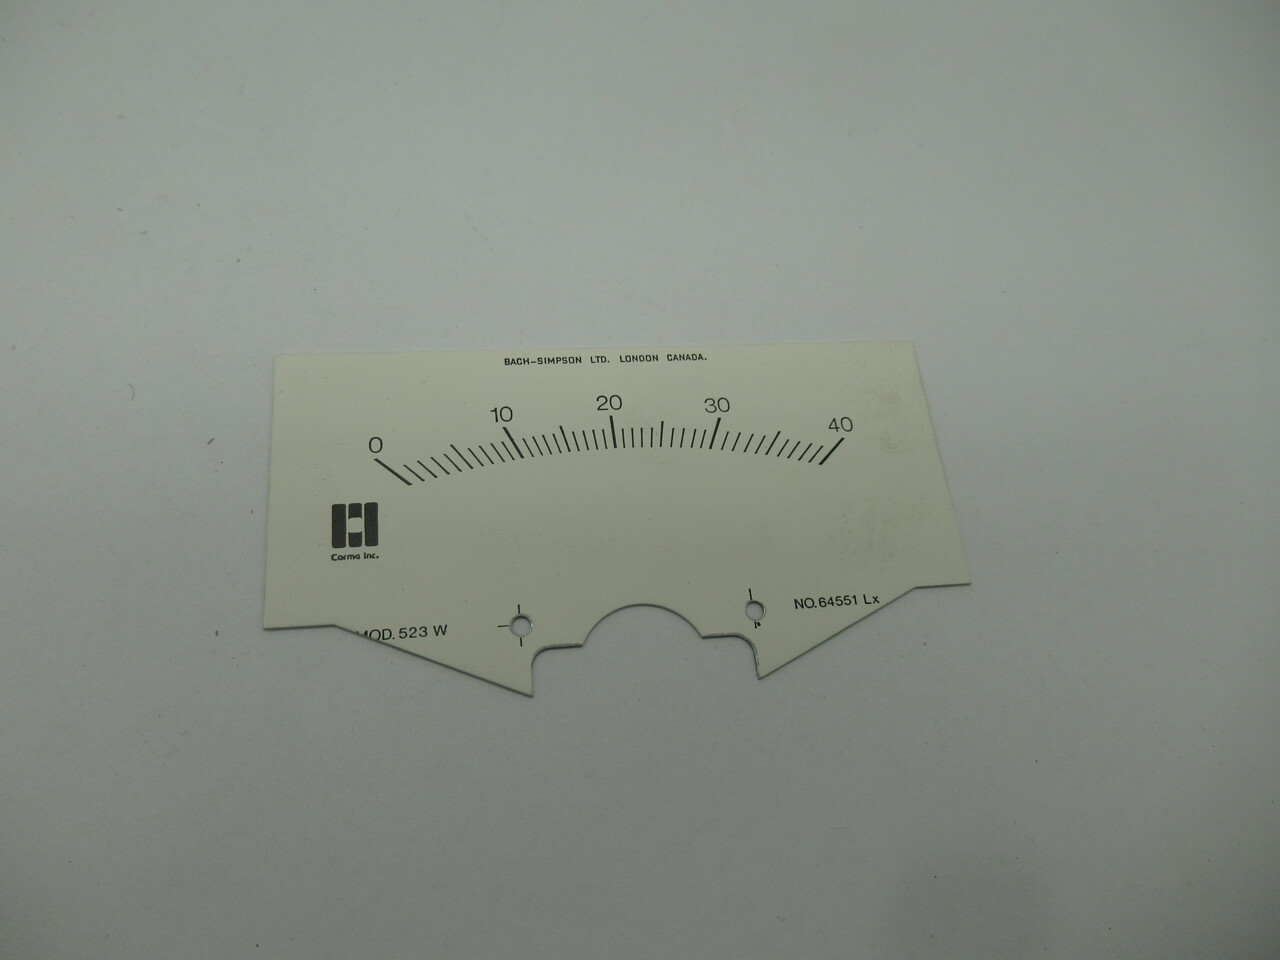 BACH-SIMPSON LTD. LONDON CANADA.
0 10 20 30 40
Corma Inc.
MOD. 523 W
NO. 64551 Lx